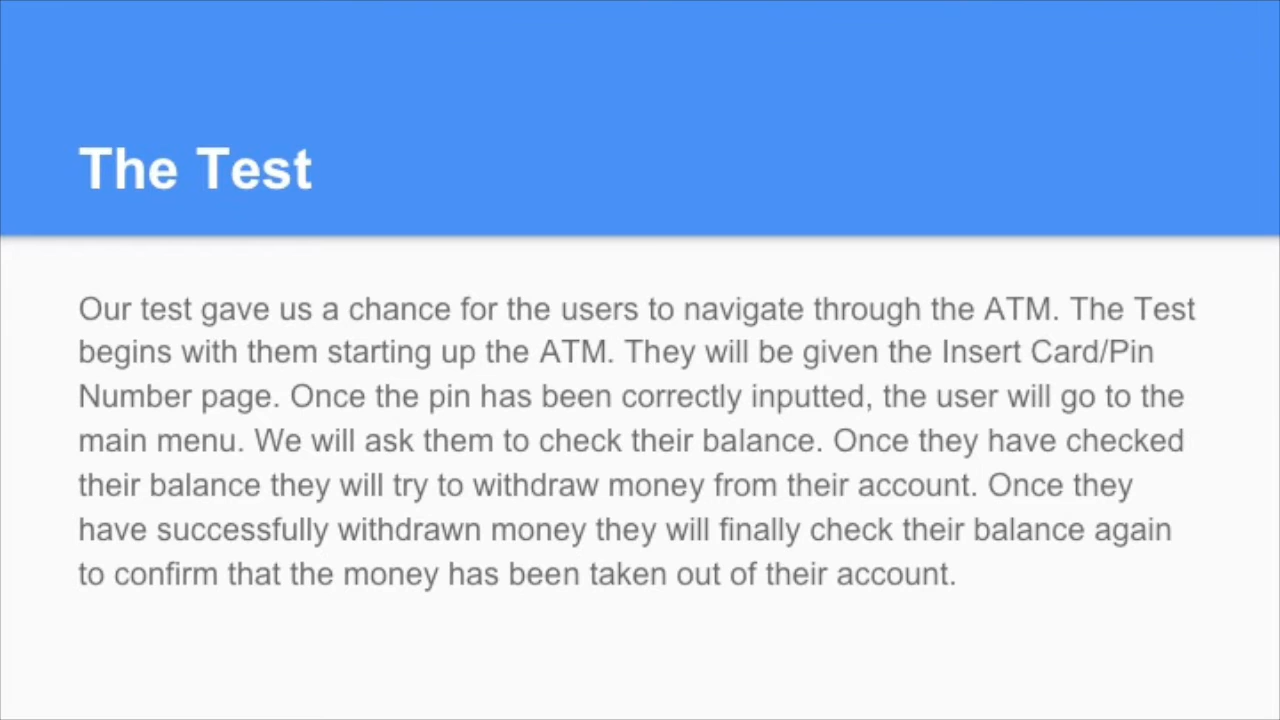 The Test
Our test gave us a chance for the users to navigate through the ATM. The Test
begins with them starting up the ATM. They will be given the Insert Card/Pin
Number page. Once the pin has been correctly inputted, the user will go to the
main menu. We will ask them to check their balance. Once they have checked
their balance they will try to withdraw money from their account. Once they
have successfully withdrawn money they will finally check their balance again
to confirm that the money has been taken out of their account.